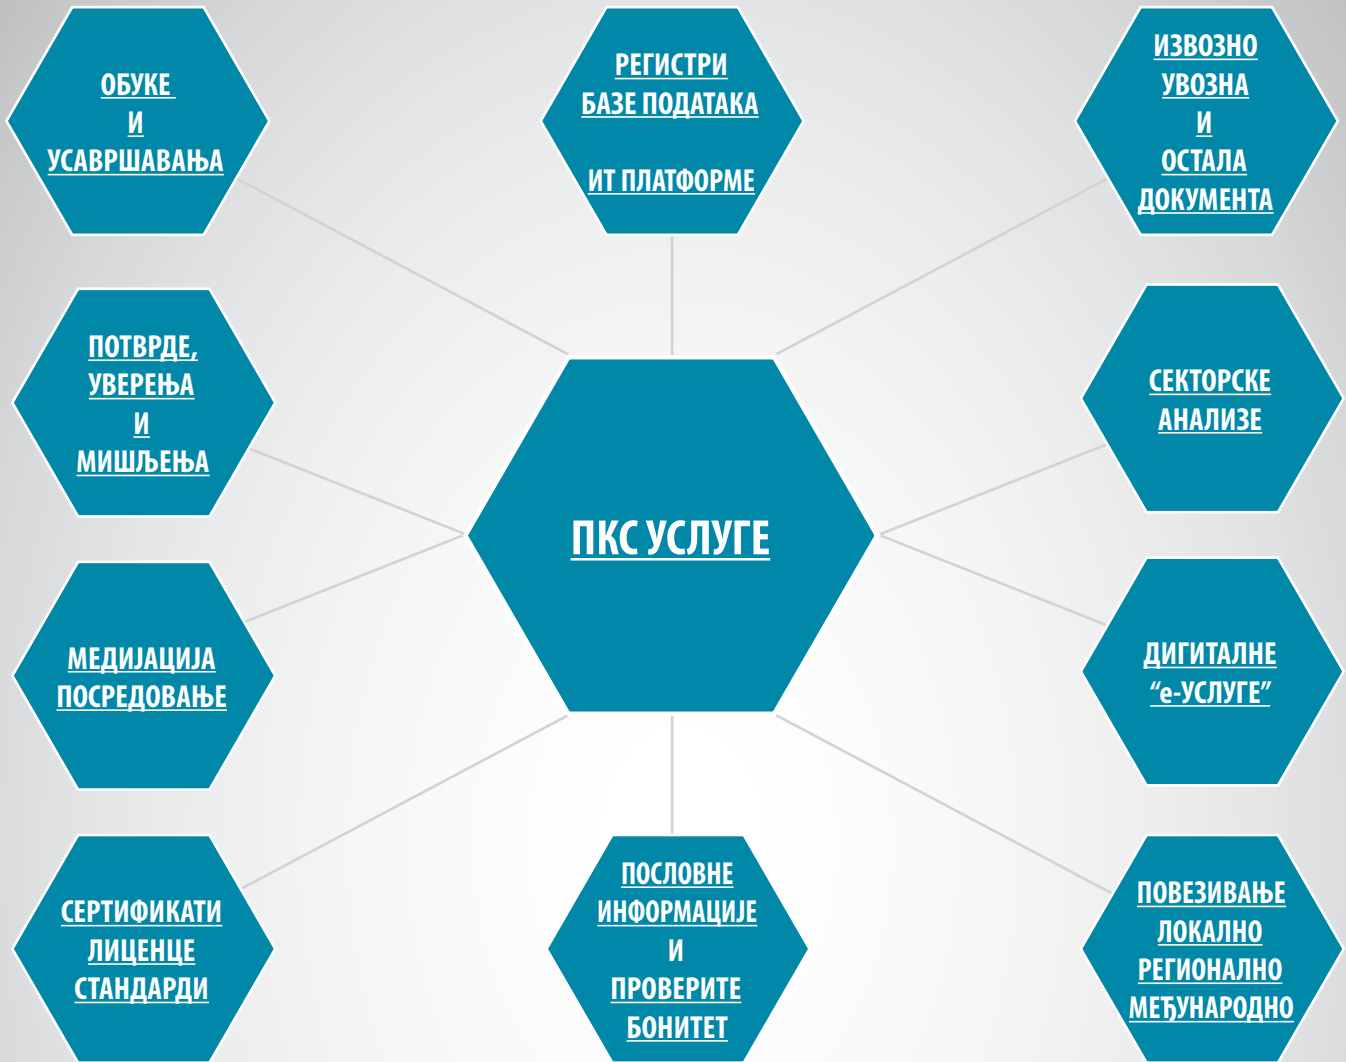 ОБУКЕ
И
УСАВРШАВАЊА
РЕГИСТРИ
БАЗЕ ПОДАТАКА
ИТ ПЛАТФОРМЕ
ИЗВОЗНО
УВОЗНА
И
ОСТАЛА
ДОКУМЕНТА
ПОТВРДЕ,
УВЕРЕЊА
И
МИШЉЕЊА
СЕКТОРСКЕ
АНАЛИЗЕ
ПКС УСЛУГЕ
МЕДИЈАЦИЈА
ПОСРЕДОВАЊЕ
ДИГИТАЛНЕ
“е-УСЛУГЕ”
СЕРТИФИКАТИ
ЛИЦЕНЦЕ
СТАНДАРДИ
ПОСЛОВНЕ
ИНФОРМАЦИЈЕ
И
ПРОВЕРИТЕ
БОНИТЕТ
ПОВЕЗИВАЊЕ
ЛОКАЛНО
РЕГИОНАЛНО
МЕЂУНАРОДНО